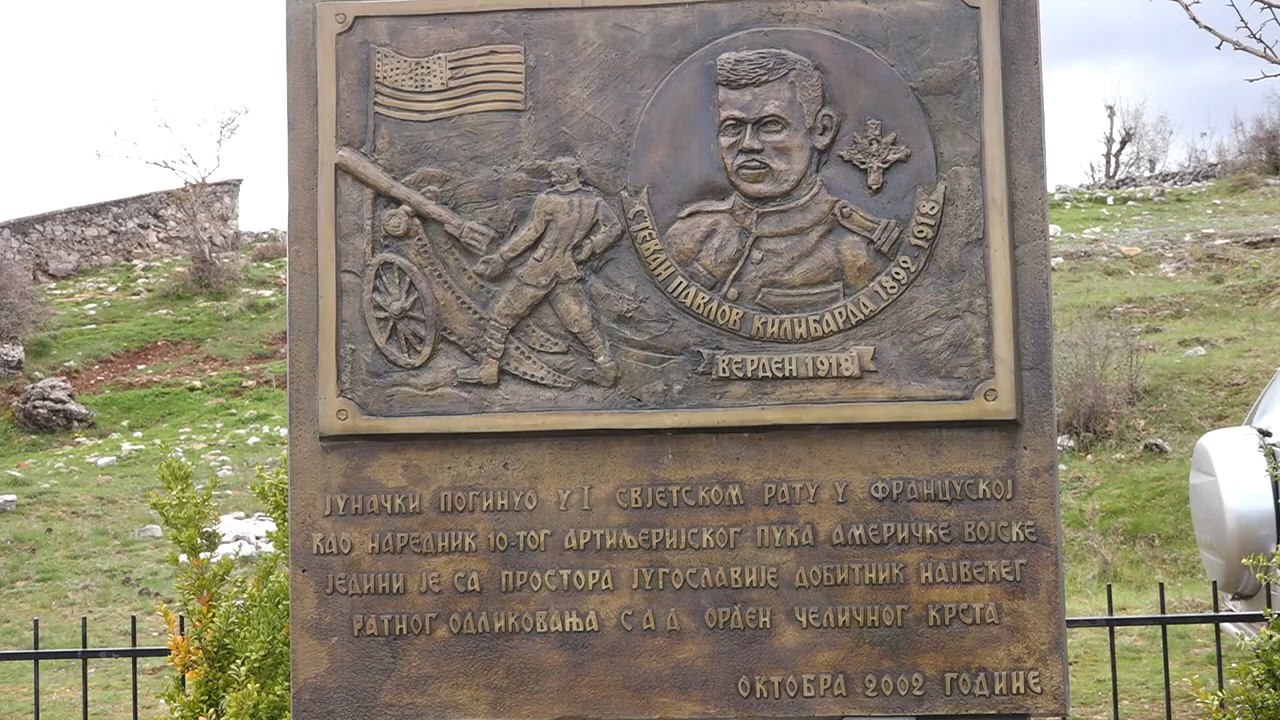 СТЕВАН ПАВЛОВ КИЛИБАРДА 1892, 1918
ВЕРДЕН 1918
ЈУНАЧКИ ПОГИНУО У I СВЈЕТСКОМ РАТУ У ФРАНЦУСКОЈ
КАО НАРЕДНИК 10-ТОГ АРТИЉЕРИЈСКОГ ПУКА АМЕРИЧКЕ ВОЈСКЕ
ЈЕДИНИ ЈЕ СА ПРОСТОРА ЈУГОСЛАВИЈЕ ДОБИТНИК НАЈВЕЋЕГ
РАТНОГ ОДЛИКОВАЊА С А Д ОРДЕН ЧЕЛИЧНОГ КРСТА
ОКТОБРА 2002 ГОДИНЕ